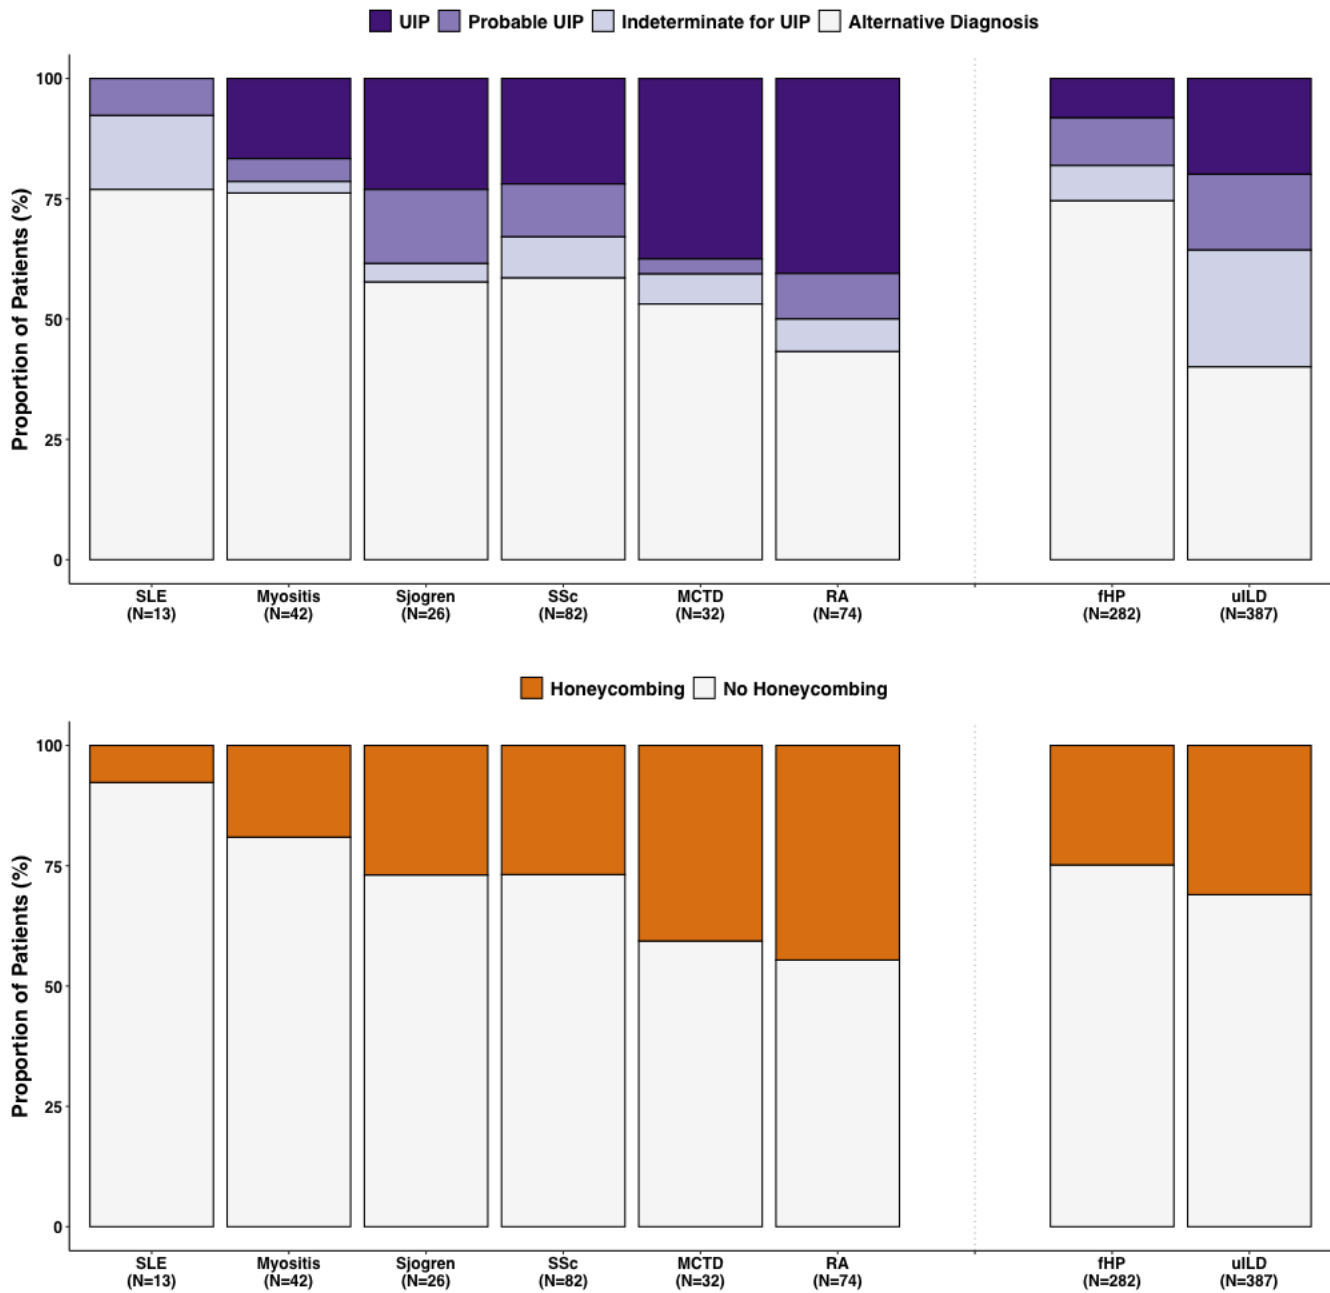 UIP Probable UIP Indeterminate for UIP Alternative Diagnosis
Proportion of Patients (%)
100
75
50
25
0
SLE Myositis Sjogren SSc MCTD RA fHP uILD
(N=13) (N=42) (N=26) (N=82) (N=32) (N=74) (N=282) (N=387)
Honeycombing No Honeycombing
Proportion of Patients (%)
100
75
50
25
0
SLE Myositis Sjogren SSc MCTD RA fHP uILD
(N=13) (N=42) (N=26) (N=82) (N=32) (N=74) (N=282) (N=387)